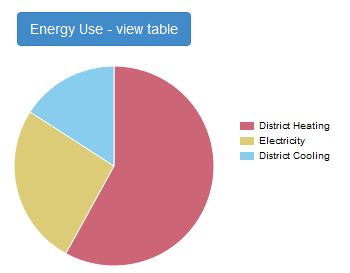 Energy Use - view table
District Heating
Electricity
District Cooling